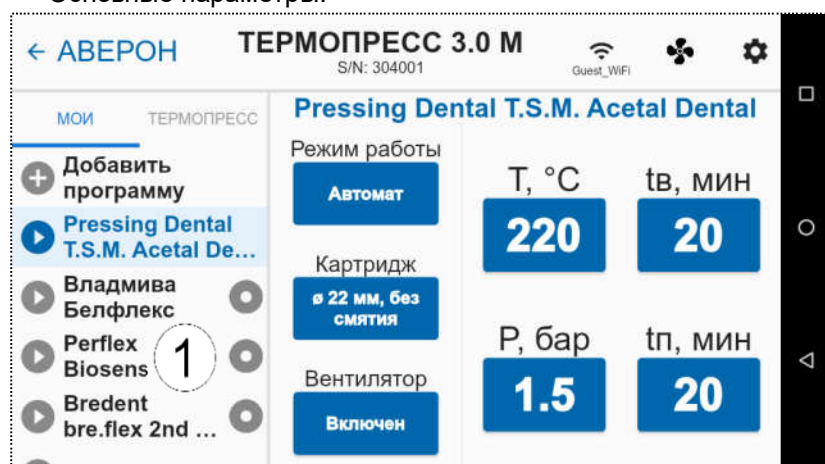 Основные параметры:
← АВЕРОН
ТЕРМОПРЕСС 3.0 М
S/N: 304001
Guest_WiFi
МОИ
ТЕРМОПРЕСС
Добавить
программу
Pressing Dental
T.S.M. Acetal De...
Владмива
Белфлекс
Perflex
Biosens
1
Bredent
bre.flex 2nd ...
Pressing Dental T.S.M. Acetal Dental
Режим работы
Автомат
Картридж
ø 22 мм, без
смятия
Вентилятор
Включен
T, °C
220
tв, мин
20
P, бар
1.5
tп, мин
20